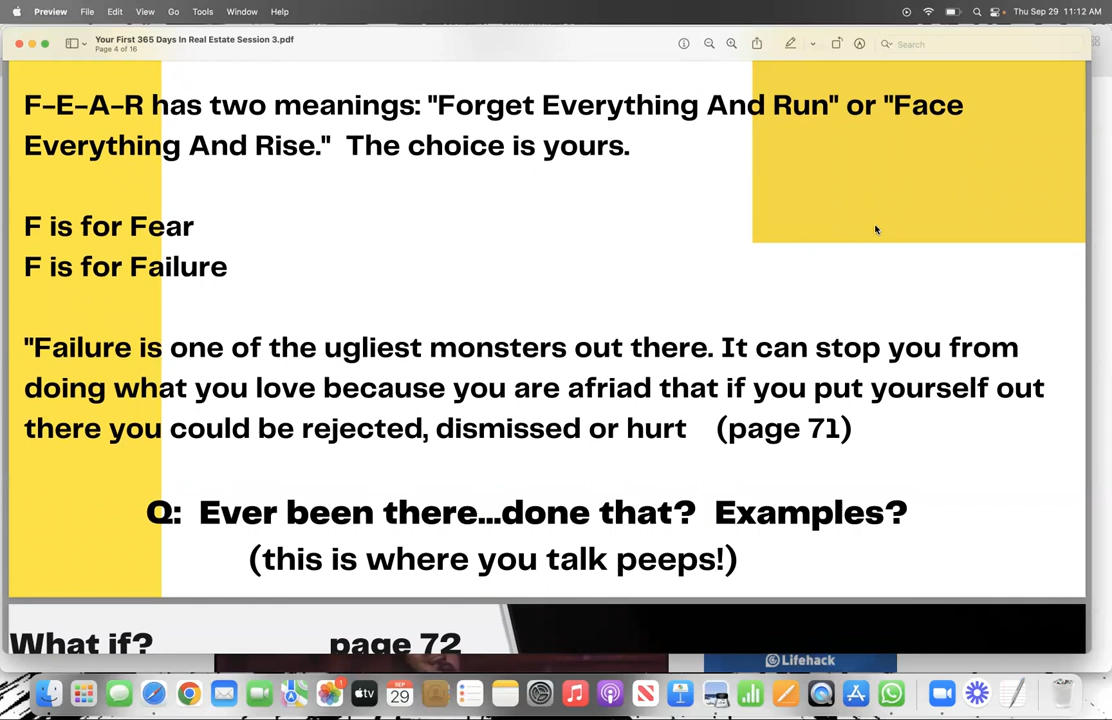 Preview File Edit View Go Tools Window Help
Thu Sep 29 11:12 AM
Your First 365 Days In Real Estate Session 3.pdf
Page 4 of 16
Search
F-E-A-R has two meanings: "Forget Everything And Run" or "Face
Everything And Rise." The choice is yours.
F is for Fear
F is for Failure
"Failure is one of the ugliest monsters out there. It can stop you from
doing what you love because you are afriad that if you put yourself out
there you could be rejected, dismissed or hurt (page 71)
Q: Ever been there...done that? Examples?
(this is where you talk peeps!)
What if? page 72
Lifehack
SEP
29
1
tv